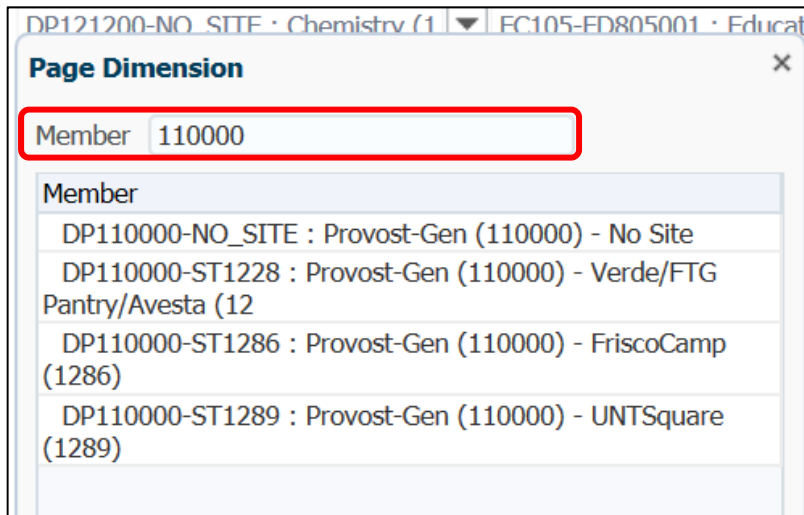 DP121200-NO_SITE : Chemistry (1 FC105-ED805001 : Educat
Page Dimension ×
Member 110000
Member
DP110000-NO_SITE : Provost-Gen (110000) - No Site
DP110000-ST1228 : Provost-Gen (110000) - Verde/FTG
Pantry/Avesta (12
DP110000-ST1286 : Provost-Gen (110000) - FriscoCamp
(1286)
DP110000-ST1289 : Provost-Gen (110000) - UNTSquare
(1289)